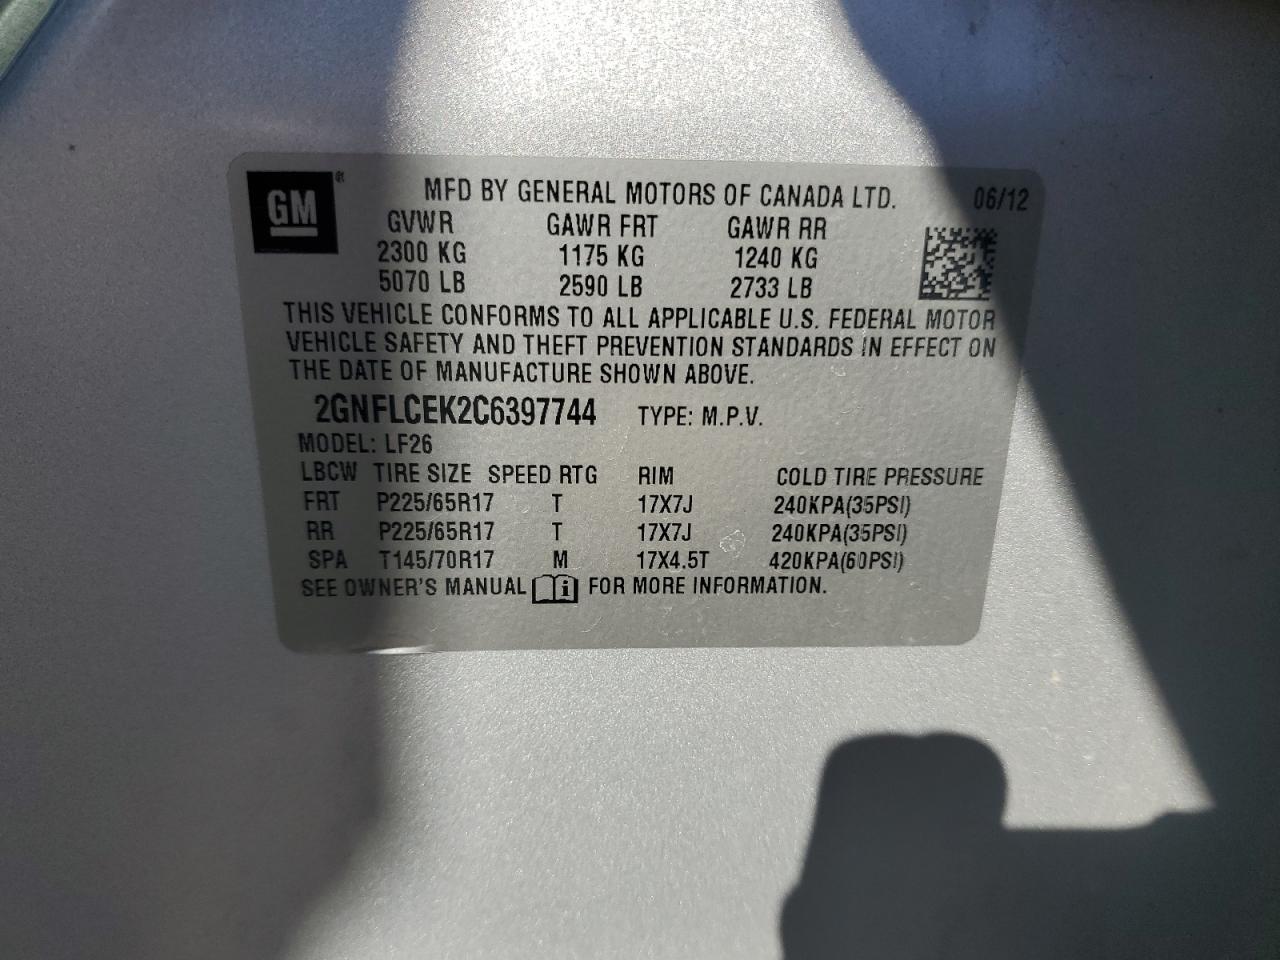 GM ®
MFD BY GENERAL MOTORS OF CANADA LTD. 06/12
GVWR GAWR FRT GAWR RR
2300 KG 1175 KG 1240 KG
5070 LB 2590 LB 2733 LB
THIS VEHICLE CONFORMS TO ALL APPLICABLE U.S. FEDERAL MOTOR
VEHICLE SAFETY AND THEFT PREVENTION STANDARDS IN EFFECT ON
THE DATE OF MANUFACTURE SHOWN ABOVE.
2GNFLCEK2C6397744 TYPE: M.P.V.
MODEL: LF26
LBCW TIRE SIZE SPEED RTG RIM COLD TIRE PRESSURE
FRT P225/65R17 T 17X7J 240KPA(35PSI)
RR P225/65R17 T 17X7J 240KPA(35PSI)
SPA T145/70R17 M 17X4.5T 420KPA(60PSI)
SEE OWNER'S MANUAL i FOR MORE INFORMATION.